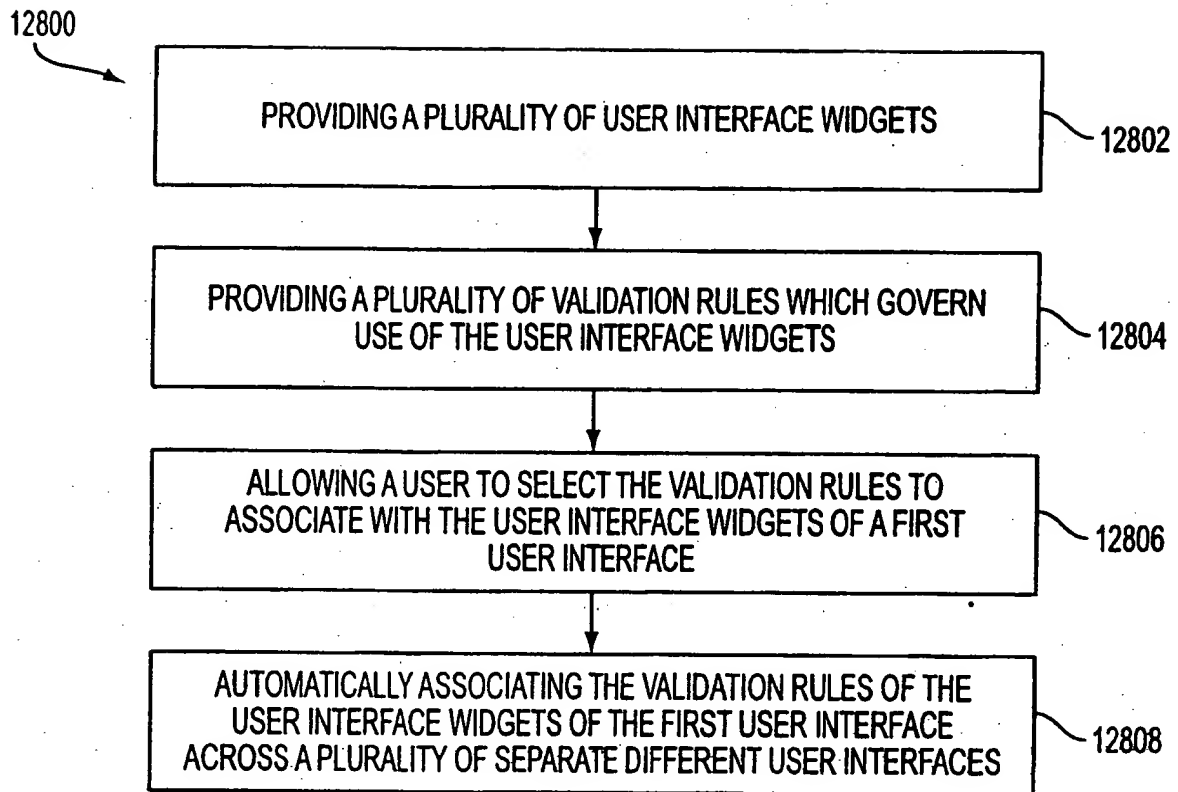 12800
PROVIDING A PLURALITY OF USER INTERFACE WIDGETS
12802
PROVIDING A PLURALITY OF VALIDATION RULES WHICH GOVERN
USE OF THE USER INTERFACE WIDGETS
12804
ALLOWING A USER TO SELECT THE VALIDATION RULES TO
ASSOCIATE WITH THE USER INTERFACE WIDGETS OF A FIRST
USER INTERFACE
12806
AUTOMATICALLY ASSOCIATING THE VALIDATION RULES OF THE
USER INTERFACE WIDGETS OF THE FIRST USER INTERFACE
ACROSS A PLURALITY OF SEPARATE DIFFERENT USER INTERFACES
12808